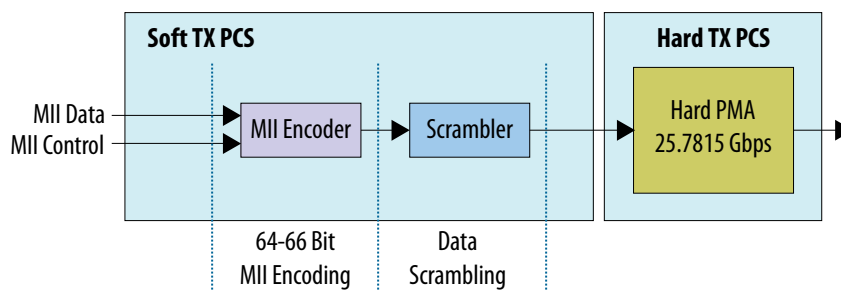 Soft TX PCS
Hard TX PCS
MII Data
MII Control
MII Encoder
Scrambler
Hard PMA
25.7815 Gbps
64-66 Bit
MII Encoding
Data
Scrambling